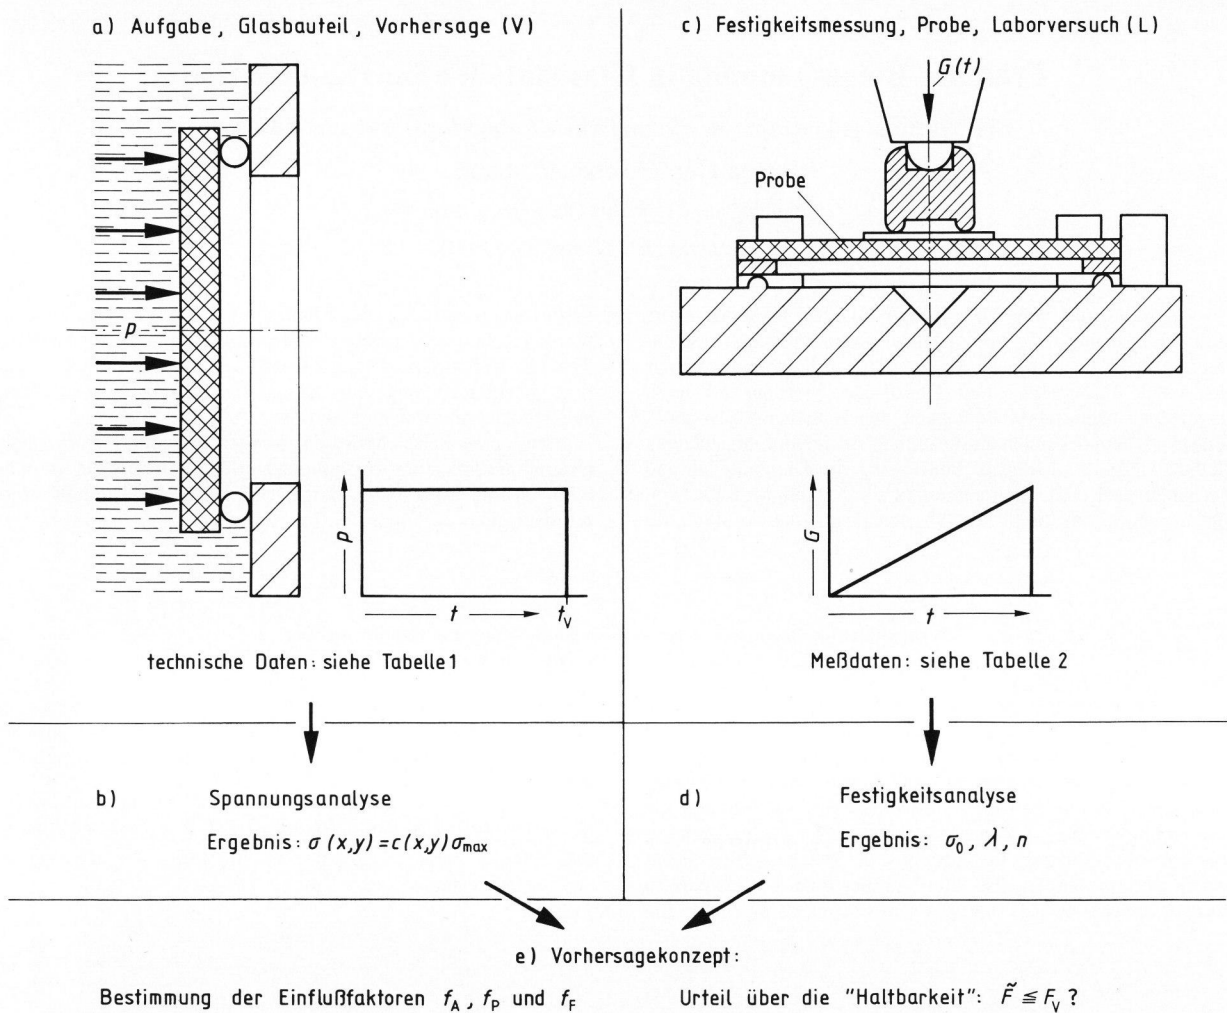 a) Aufgabe, Glasbauteil, Vorhersage (V)
p
p
t
t_V
technische Daten: siehe Tabelle 1
c) Festigkeitsmessung, Probe, Laborversuch (L)
G(t)
Probe
G
t
Meßdaten: siehe Tabelle 2
b) Spannungsanalyse
Ergebnis: σ(x,y)=c(x,y)σ_max
d) Festigkeitsanalyse
Ergebnis: σ_0, λ, n
e) Vorhersagekonzept:
Bestimmung der Einflußfaktoren f_A, f_P und f_F
Urteil über die "Haltbarkeit": F̃ ≦ F_V ?